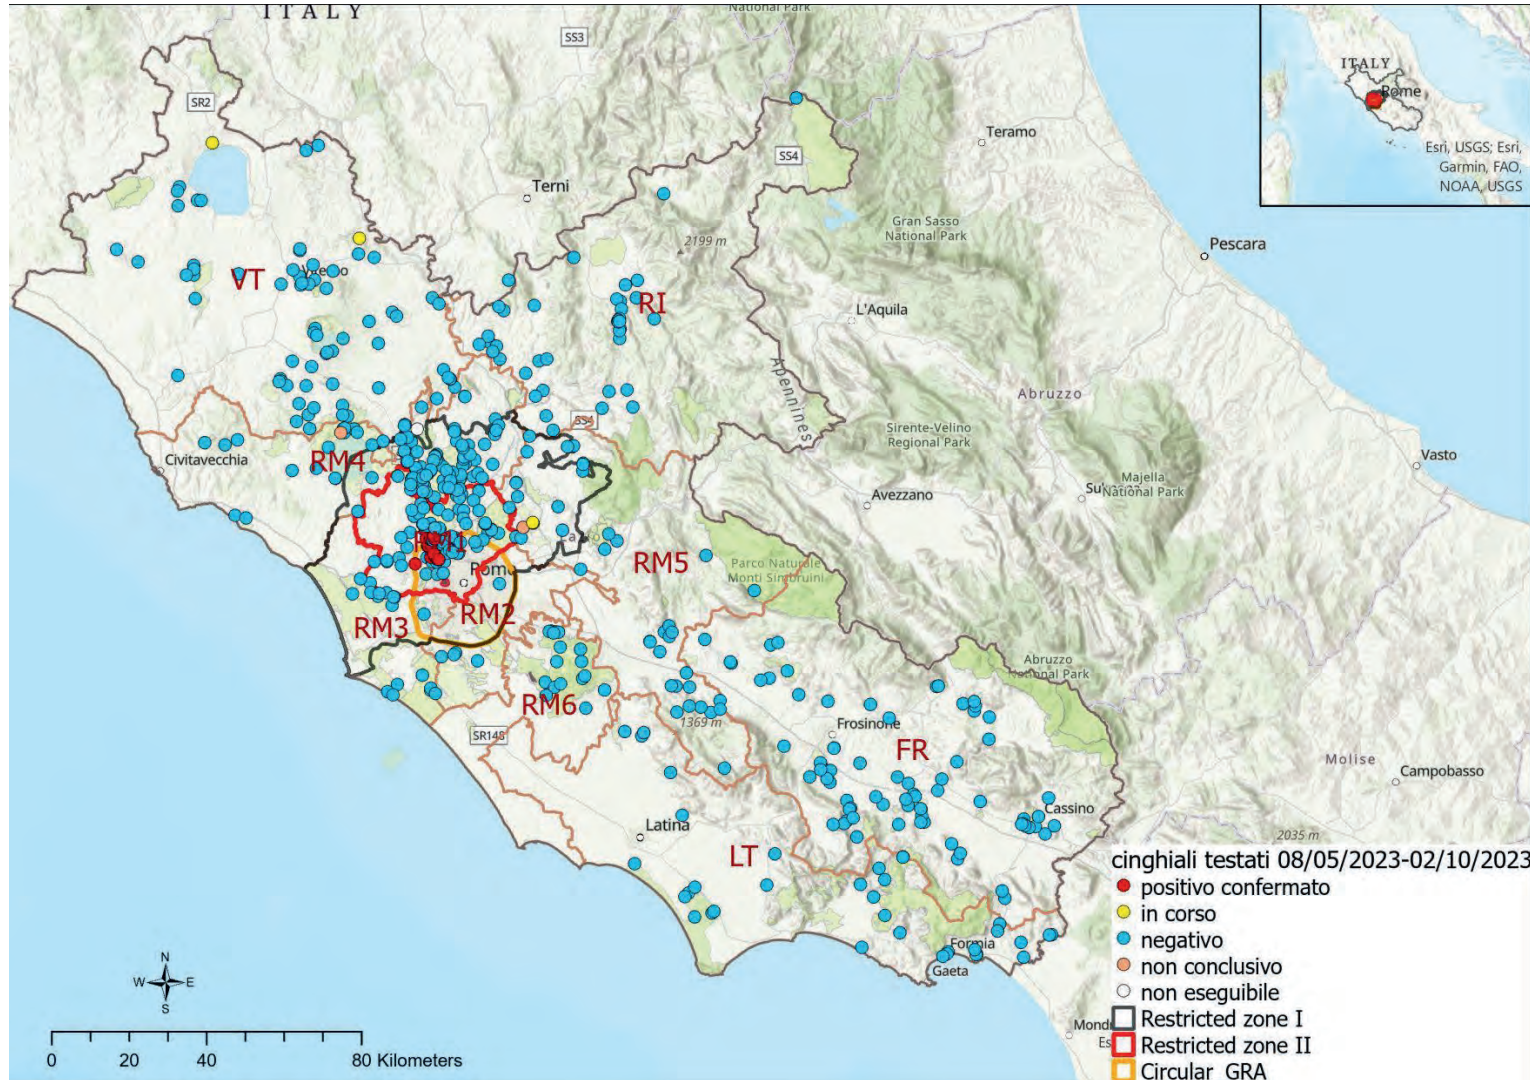 ITALY
National Park
SS3
SR2
SS4
Teramo
ITALY
Rome
Esri, USGS; Esri,
Garmin, FAO,
NOAA, USGS
Terni
Gran Sasso
National Park
2199 m
Pescara
VT
RI
L'Aquila
Apennines
Abruzzo
SS4
Sirente-Velino
Regional Park
Vasto
Civitavecchia
RM4
Majella
National Park
Avezzano
RM1
Roma
RM5
Parco Naturale
Monti Simbruini
RM2
RM3
Abruzzo
National Park
RM6
1369 m
SR148
Frosinone
FR
Molise
Campobasso
Cassino
Latina
2035 m
LT
Formia
Gaeta
cinghiali testati 08/05/2023-02/10/2023
positivo confermato
in corso
negativo
non conclusivo
non eseguibile
Restricted zone I
Restricted zone II
Circular GRA
N
W E
S
0 20 40 80 Kilometers